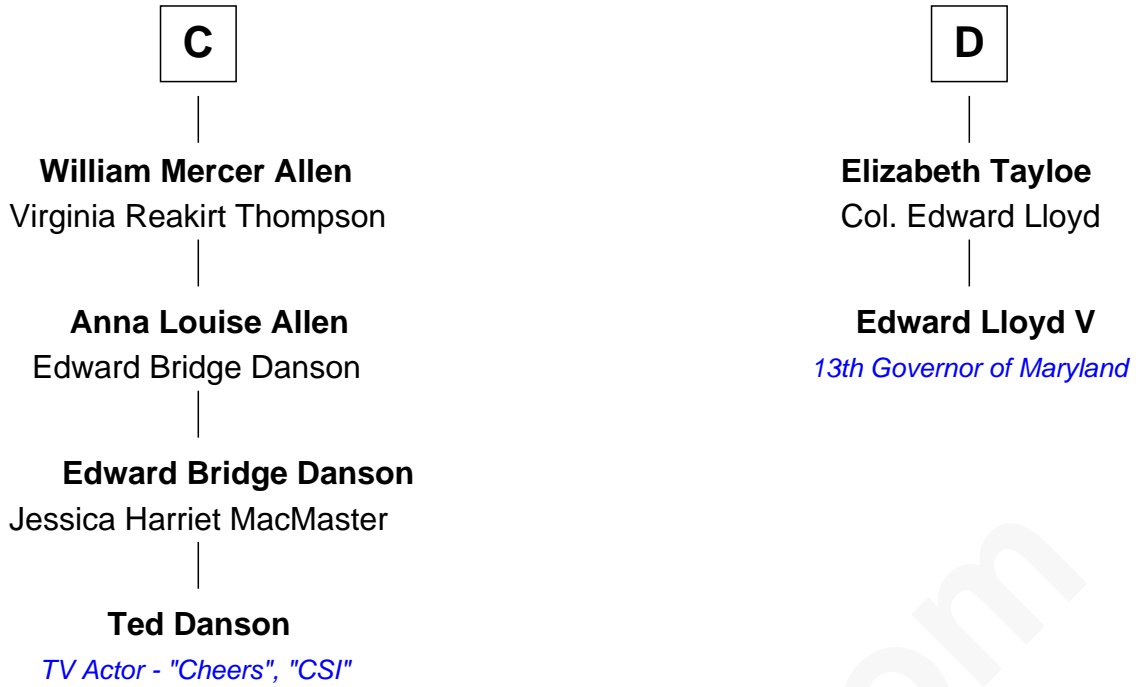 C
William Mercer Allen
Virginia Reakirt Thompson
Anna Louise Allen
Edward Bridge Danson
Edward Bridge Danson
Jessica Harriet MacMaster
Ted Danson
TV Actor - "Cheers", "CSI"
D
Elizabeth Tayloe
Col. Edward Lloyd
Edward Lloyd V
13th Governor of Maryland
om